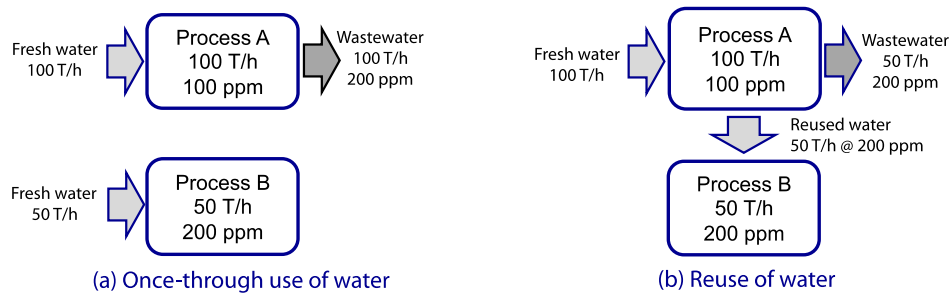 Fresh water
100 T/h
Process A
100 T/h
100 ppm
Wastewater
100 T/h
200 ppm
Fresh water
50 T/h
Process B
50 T/h
200 ppm
(a) Once-through use of water
Fresh water
100 T/h
Process A
100 T/h
100 ppm
Wastewater
50 T/h
200 ppm
Reused water
50 T/h @ 200 ppm
Process B
50 T/h
200 ppm
(b) Reuse of water